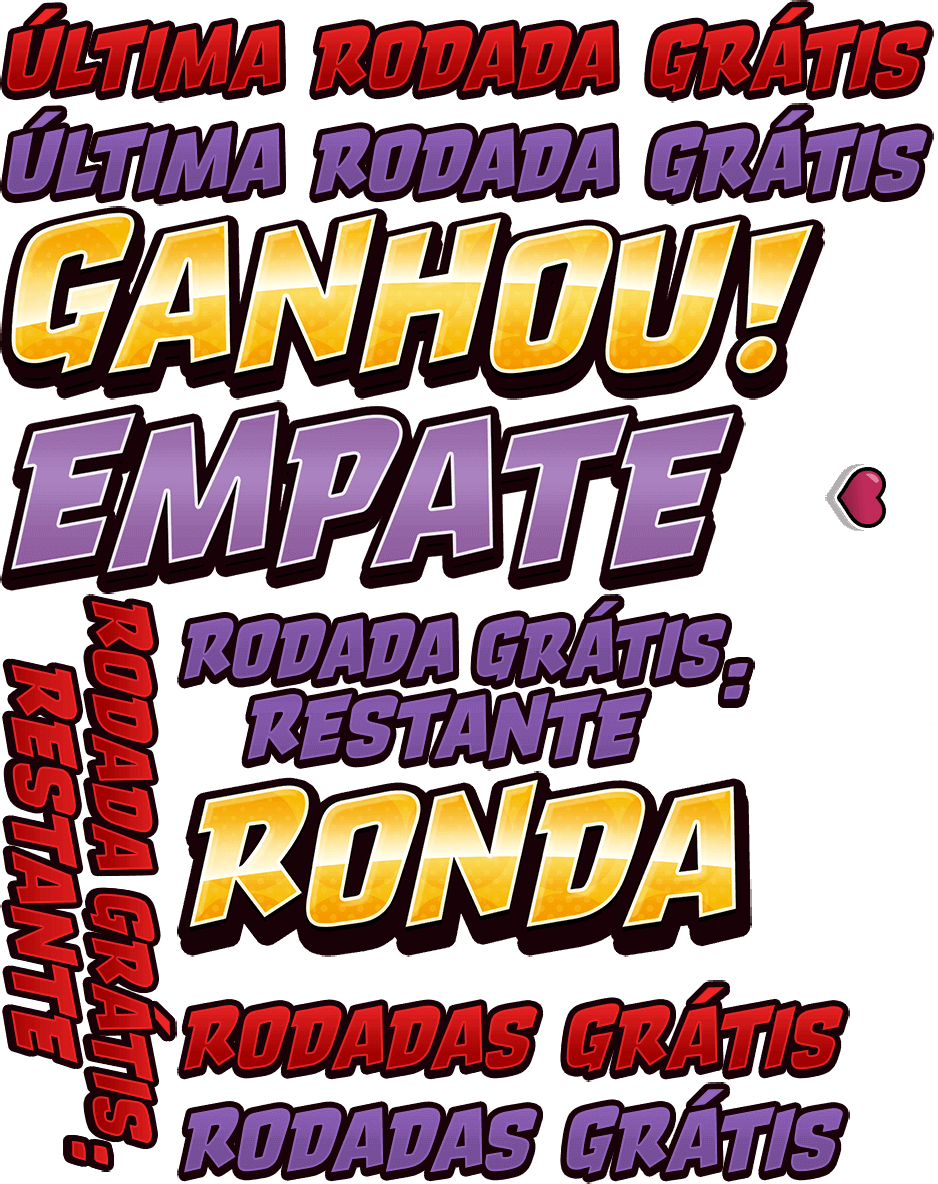 ÚLTIMA RODADA GRÁTIS
ÚLTIMA RODADA GRÁTIS
GANHOU!
EMPATE
RODADA GRÁTIS:
RESTANTE
RODADA GRÁTIS:
RESTANTE
RONDA
RODADAS GRÁTIS
RODADAS GRÁTIS